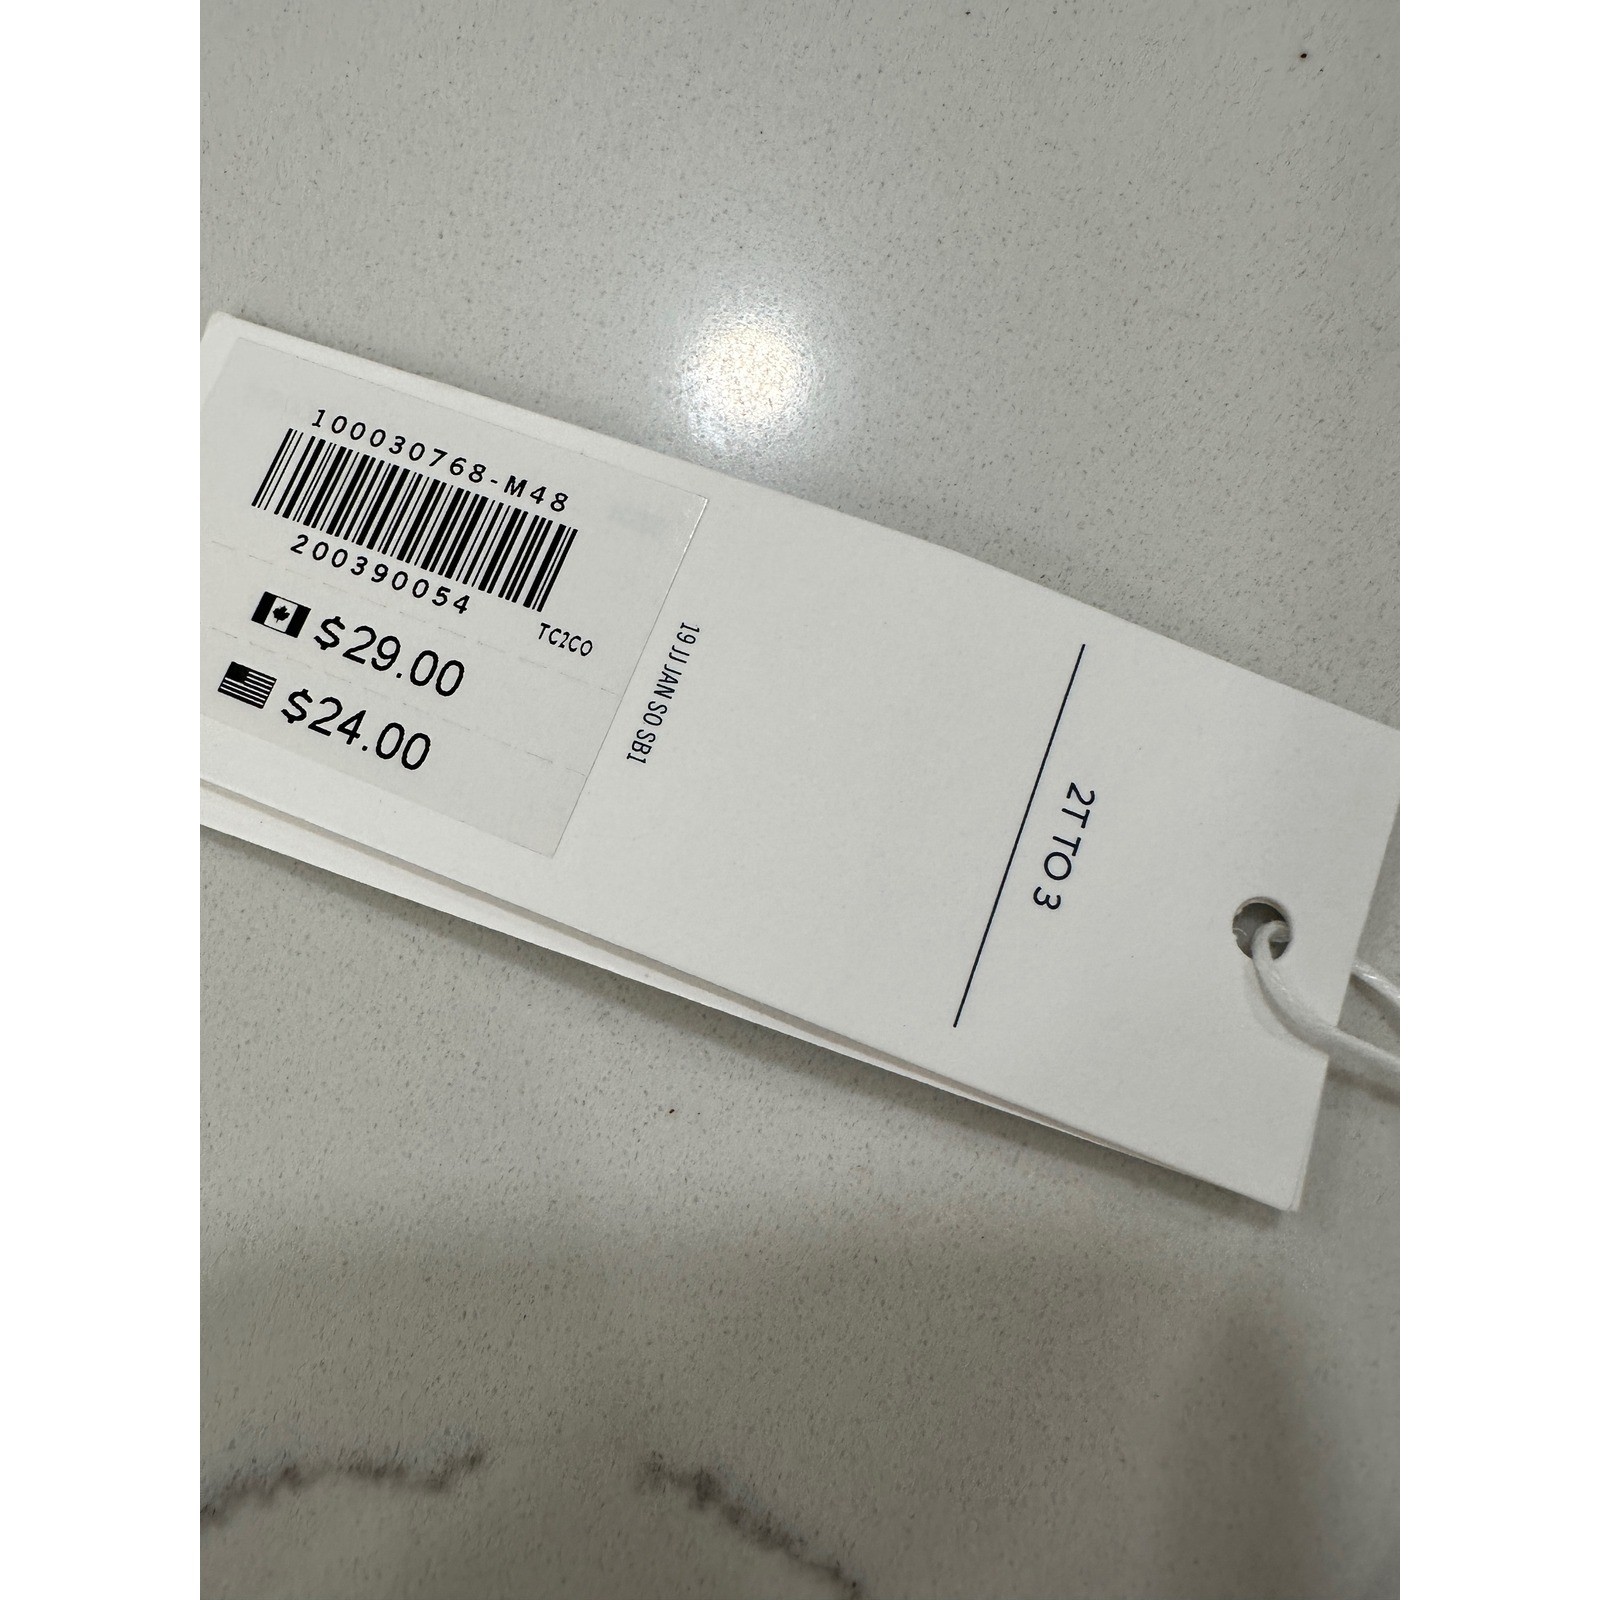 100030768-M48
200390054
TC2CO
$29.00
$24.00
19 JJ JAN SO SB1
2T TO 3